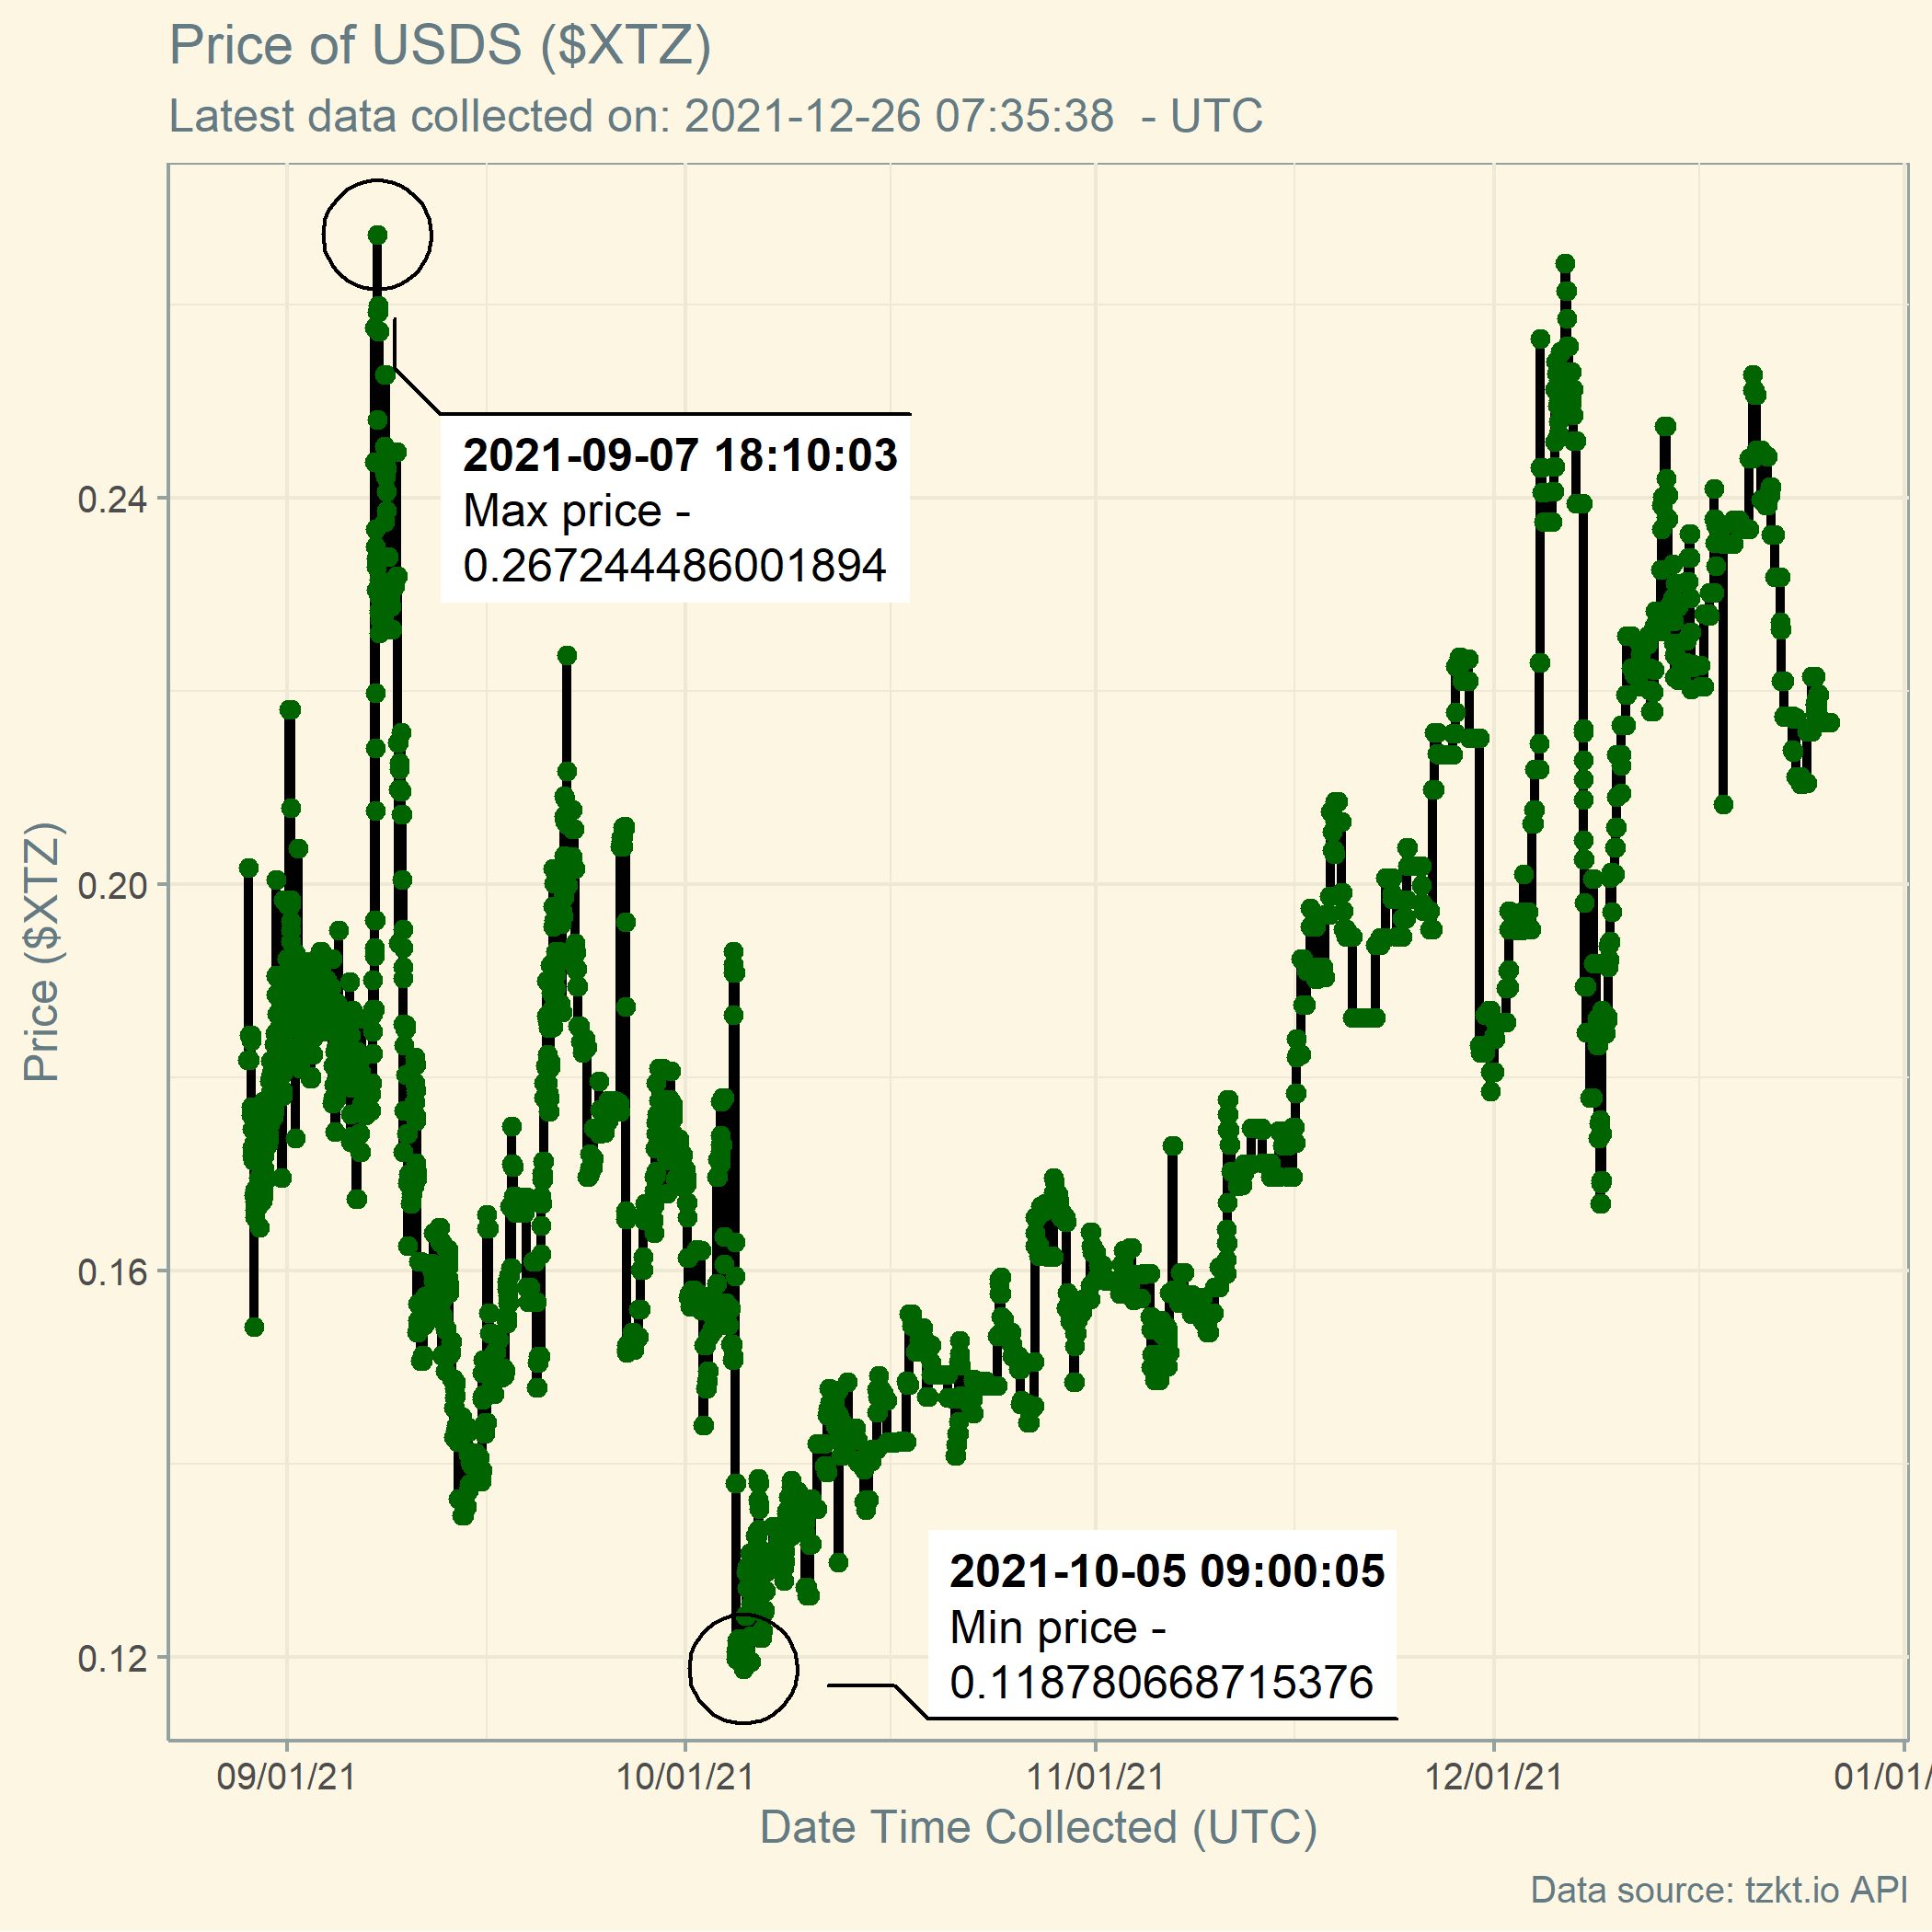 Price of USDS ($XTZ)
Latest data collected on: 2021-12-26 07:35:38  - UTC
2021-09-07 18:10:03
Max price -
0.267244486001894
0.24
0.20
0.16
0.12
Price ($XTZ)
2021-10-05 09:00:05
Min price -
0.118780668715376
09/01/21
10/01/21
11/01/21
12/01/21
01/01/
Date Time Collected (UTC)
Data source: tzkt.io API